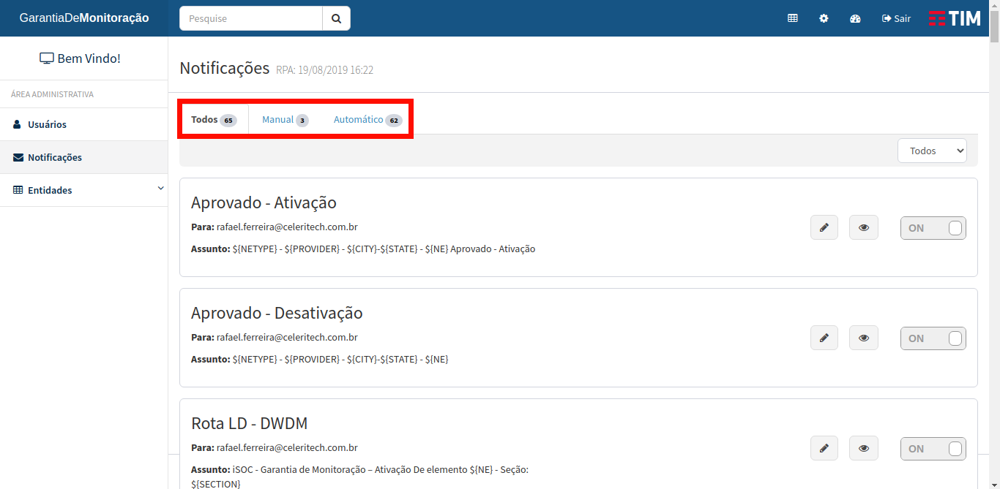 GarantiaDeMonitoração
Pesquise
Sair
TIM
Bem Vindo!
ÁREA ADMINISTRATIVA
Usuários
Notificações
Entidades
Notificações RPA: 19/08/2019 16:22
Todos 65 Manual 3 Automático 62
Todos
Aprovado - Ativação
Para: rafael.ferreira@celeritech.com.br
ON
Assunto: ${NETYPE} - ${PROVIDER} - ${CITY}-${STATE} - ${NE} Aprovado - Ativação
Aprovado - Desativação
Para: rafael.ferreira@celeritech.com.br
ON
Assunto: ${NETYPE} - ${PROVIDER} - ${CITY}-${STATE} - ${NE}
Rota LD - DWDM
Para: rafael.ferreira@celeritech.com.br
ON
Assunto: iSOC - Garantia de Monitoração – Ativação De elemento ${NE} - Seção:
${SECTION}